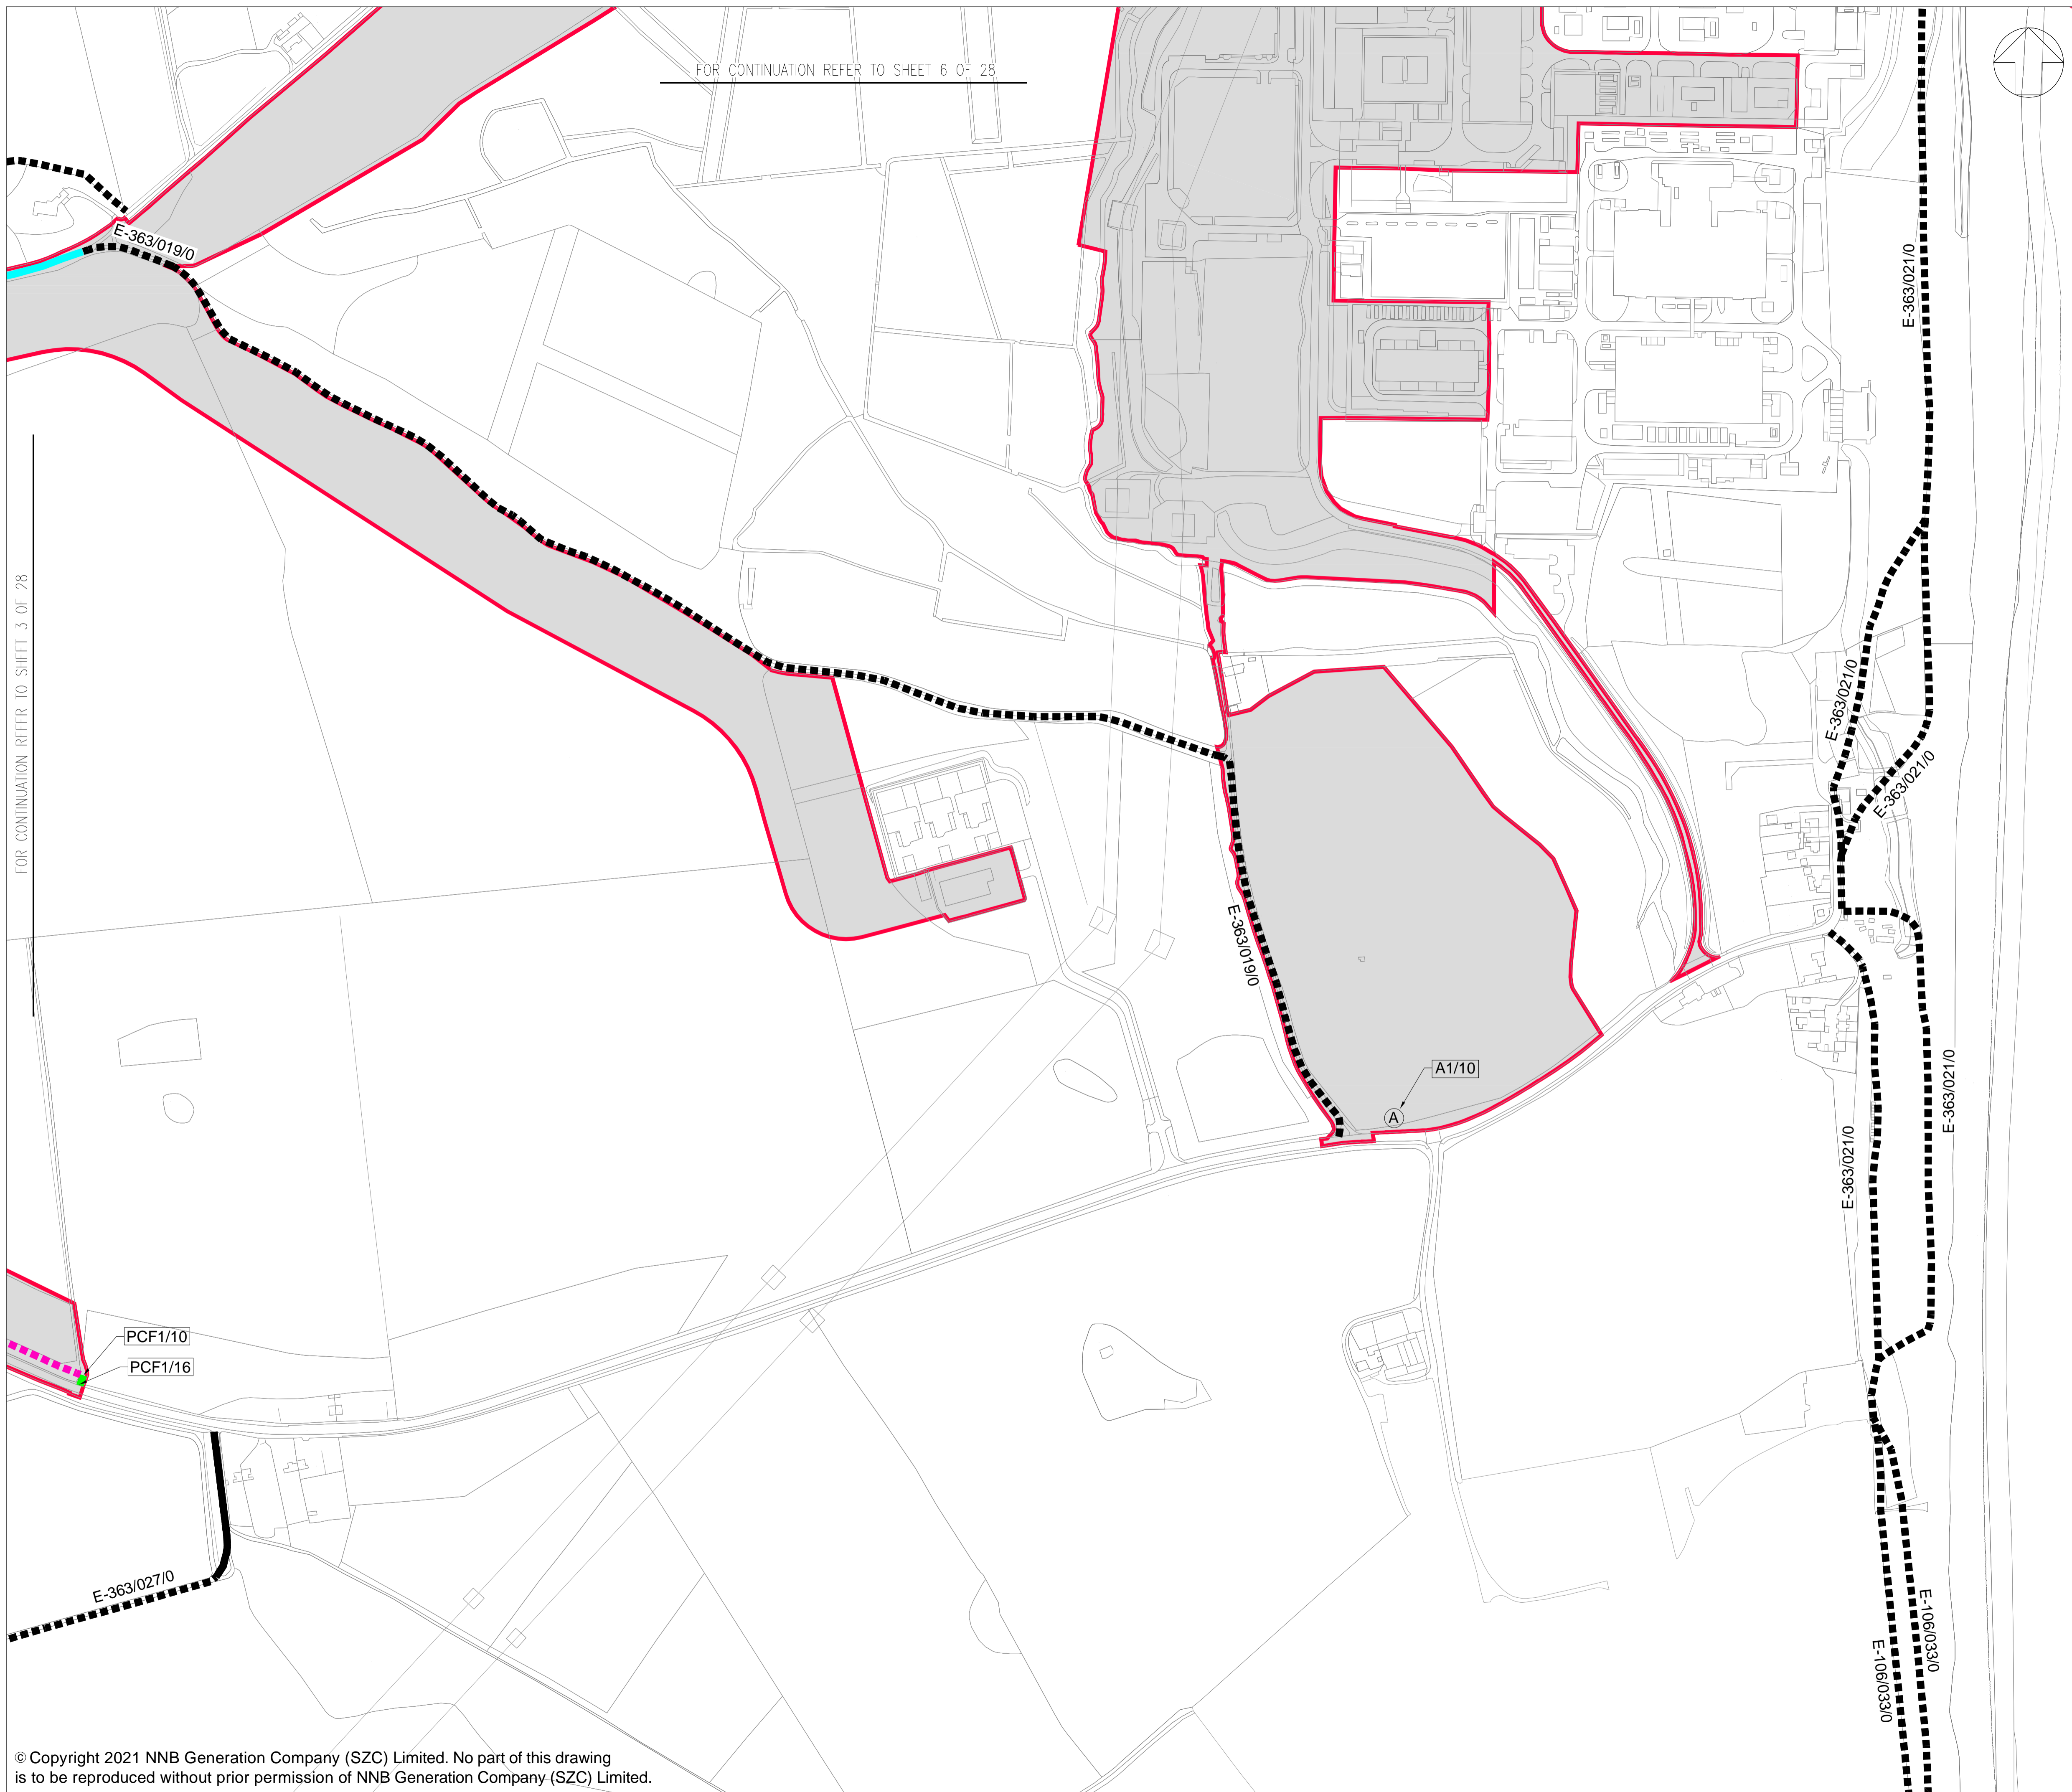 FOR CONTINUATION REFER TO SHEET 6 OF 28
E-363/019/0
E-363/021/0
FOR CONTINUATION REFER TO SHEET 3 OF 28
E-363/021/0
E-363/021/0
E-363/019/0
A1/10
A
E-363/021/0
E-363/021/0
PCF1/10
PCF1/16
E-363/027/0
E-106/033/0
E-106/033/0
© Copyright 2021 NNB Generation Company (SZC) Limited. No part of this drawing
is to be reproduced without prior permission of NNB Generation Company (SZC) Limited.